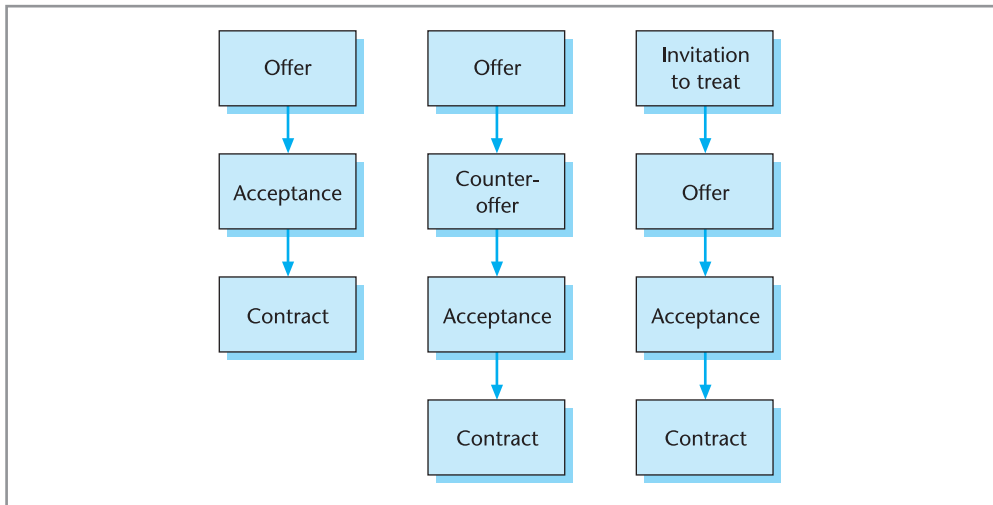 Offer
Acceptance
Contract
Offer
Counter-
offer
Acceptance
Contract
Invitation
to treat
Offer
Acceptance
Contract